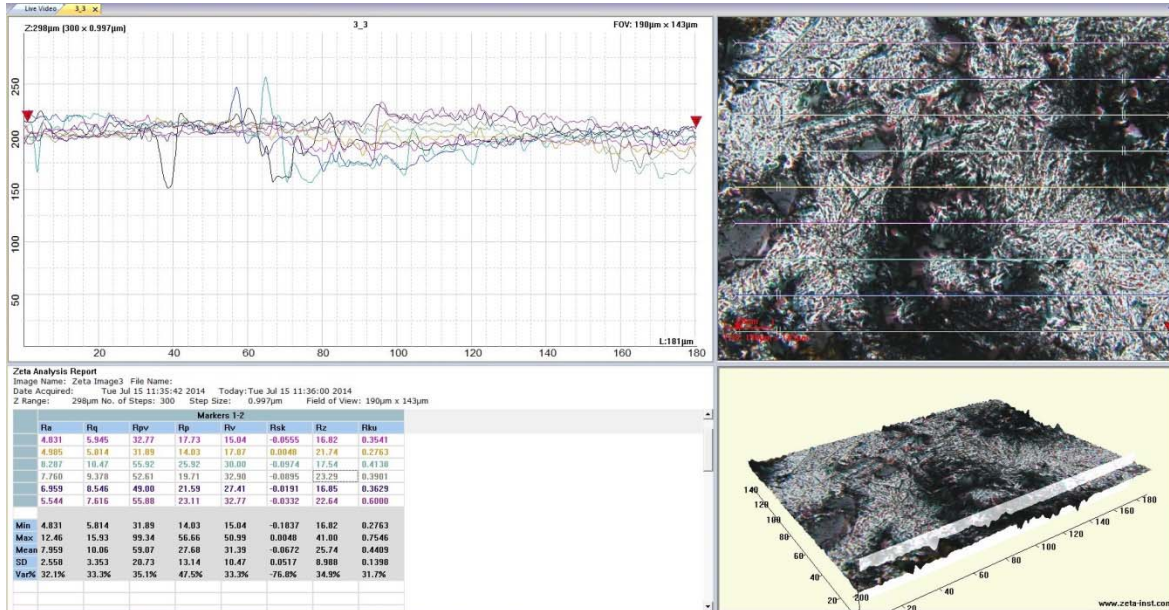 Live Video 3_3 x
Z:298µm (300 x 0.997µm) 3_3 FOV: 190µm x 143µm
250
200
150
100
50
L:181µm
20 40 60 80 100 120 140 160 180
Zeta Analysis Report
Image Name: Zeta Image3 File Name:
Date Acquired: Tue Jul 15 11:35:42 2014 Today:Tue Jul 15 11:36:00 2014
Z Range: 298µm No. of Steps: 300 Step Size: 0.997µm Field of View: 190µm x 143µm
Markers 1-2
Ra Rq Rpv Rp Rv Rsk Rz Rku
4.831 5.945 32.77 17.73 15.04 -0.0555 16.82 0.3541
4.985 5.814 31.89 14.03 17.87 0.0048 21.74 0.2763
8.287 10.47 55.92 25.92 30.00 -0.0974 17.54 0.4138
7.760 9.378 52.61 19.71 32.90 -0.0895 23.29 0.3901
6.959 8.546 49.00 21.59 27.41 -0.0191 16.85 0.3629
5.544 7.616 55.88 23.11 32.77 -0.0332 22.64 0.6000
Min 4.831 5.814 31.89 14.03 15.04 -0.1837 16.82 0.2763
Max 12.46 15.93 99.34 56.66 50.99 0.0048 41.00 0.7546
Mean 7.959 10.06 59.07 27.68 31.39 -0.0672 25.74 0.4409
SD 2.558 3.353 20.73 13.14 10.47 0.0517 8.988 0.1398
Var% 32.1% 33.3% 35.1% 47.5% 33.3% -76.8% 34.9% 31.7%
140
120
100
80
60
40
20
200
20
40
60
80
100
120
140
160
180
www.zeta-inst.com